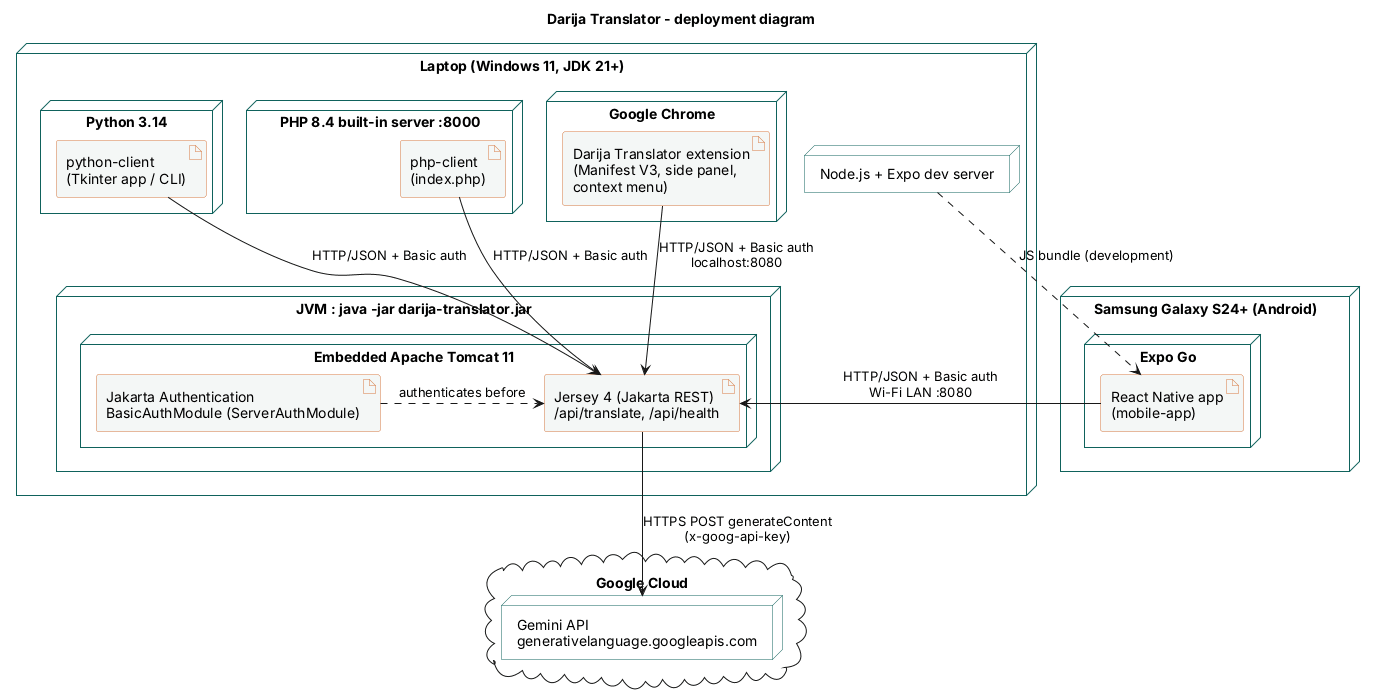 Darija Translator - deployment diagram
Laptop (Windows 11, JDK 21+)
Python 3.14
python-client
(Tkinter app / CLI)
PHP 8.4 built-in server :8000
php-client
(index.php)
Google Chrome
Darija Translator extension
(Manifest V3, side panel,
context menu)
Node.js + Expo dev server
HTTP/JSON + Basic auth
HTTP/JSON + Basic auth
HTTP/JSON + Basic auth
localhost:8080
JS bundle (development)
JVM : java -jar darija-translator.jar
Embedded Apache Tomcat 11
Jakarta Authentication
BasicAuthModule (ServerAuthModule)
authenticates before
Jersey 4 (Jakarta REST)
/api/translate, /api/health
HTTP/JSON + Basic auth
Wi-Fi LAN :8080
Samsung Galaxy S24+ (Android)
Expo Go
React Native app
(mobile-app)
HTTPS POST generateContent
(x-goog-api-key)
Google Cloud
Gemini API
generativelanguage.googleapis.com